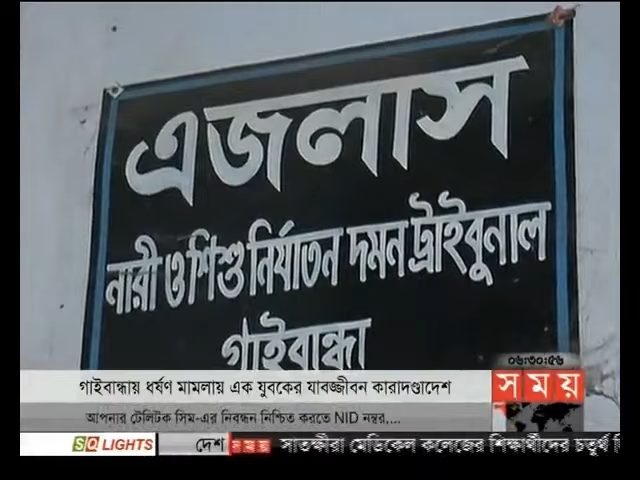 এজলাস
নারী ও শিশু নির্যাতন দমন ট্রাইবুনাল
গাইবান্ধা
০৬:৩০:৫৬
গাইবান্ধায় ধর্ষণ মামলায় এক যুবকের যাবজ্জীবন কারাদণ্ডাদেশ
সময়
আপনার টেলিটক সিম-এর নিবন্ধন নিশ্চিত করতে NID নম্বর,...
SQ LIGHTS
দেশ সময় সাতক্ষীরা মেডিকেল কলেজের শিক্ষার্থীদের চতুর্থ